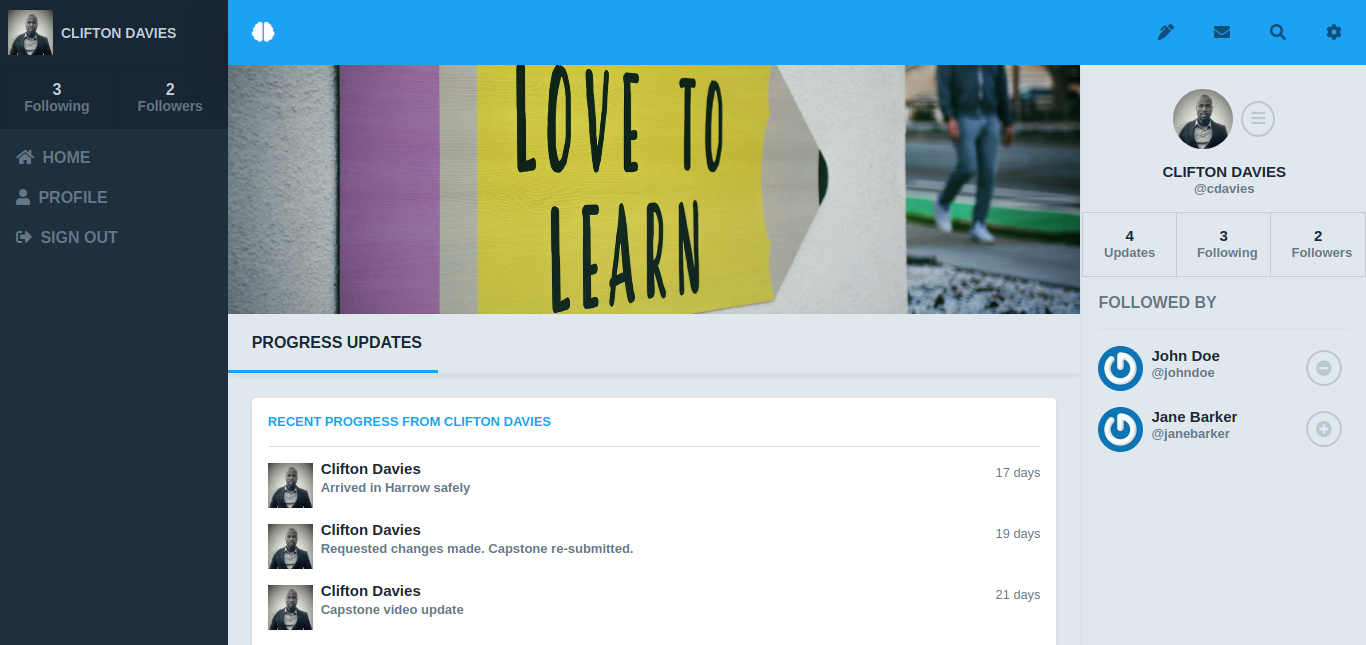 CLIFTON DAVIES
3
Following
2
Followers
HOME
PROFILE
SIGN OUT
LOVE TO
LEARN
PROGRESS UPDATES
RECENT PROGRESS FROM CLIFTON DAVIES
Clifton Davies
Arrived in Harrow safely
17 days
Clifton Davies
Requested changes made. Capstone re-submitted.
19 days
Clifton Davies
Capstone video update
21 days
CLIFTON DAVIES
@cdavies
4
Updates
3
Following
2
Followers
FOLLOWED BY
John Doe
@johndoe
Jane Barker
@janebarker